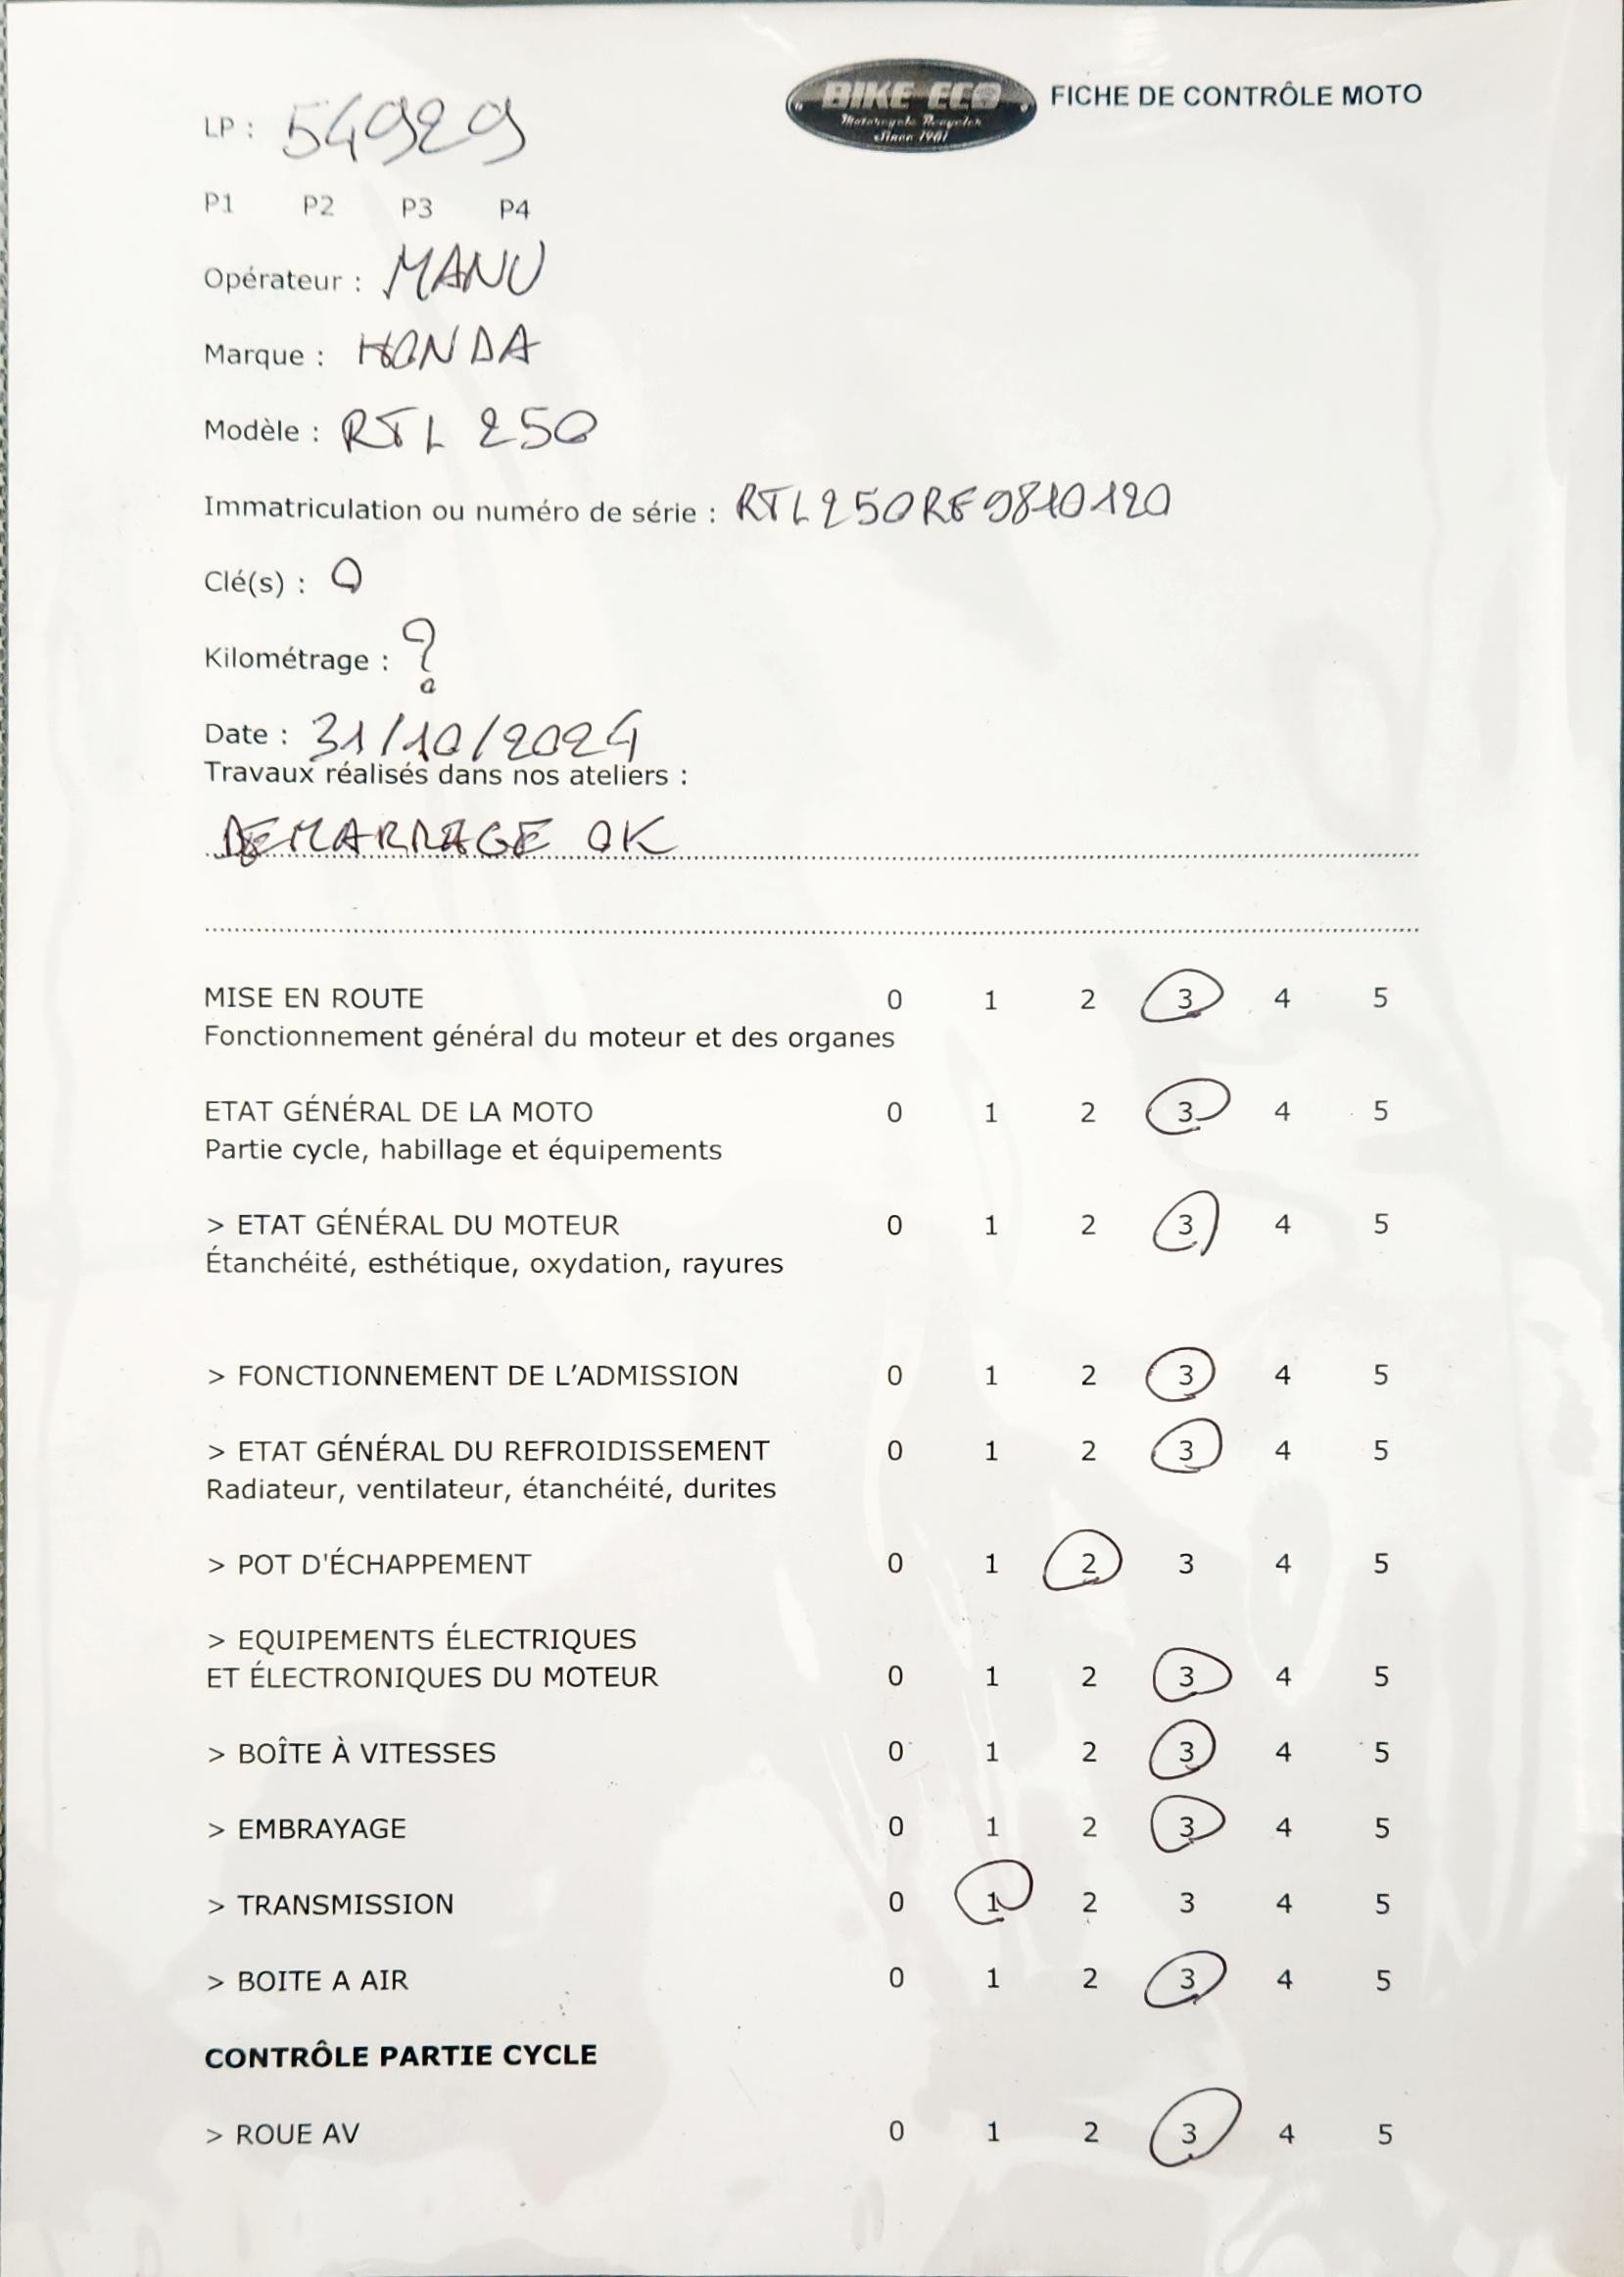 BIKE ECO
Motorcycle Recycler
Since 1981
FICHE DE CONTRÔLE MOTO
LP : 54929
P1 P2 P3 P4
Opérateur : MANU
Marque : HONDA
Modèle : RTL 250
Immatriculation ou numéro de série : RTL250RF9810120
Clé(s) : 0
Kilométrage : ?
Date : 31/10/2024
Travaux réalisés dans nos ateliers :
DEMARRAGE OK
MISE EN ROUTE 0 1 2 3 4 5
Fonctionnement général du moteur et des organes
ETAT GÉNÉRAL DE LA MOTO 0 1 2 3 4 5
Partie cycle, habillage et équipements
> ETAT GÉNÉRAL DU MOTEUR 0 1 2 3 4 5
Étanchéité, esthétique, oxydation, rayures
> FONCTIONNEMENT DE L'ADMISSION 0 1 2 3 4 5
> ETAT GÉNÉRAL DU REFROIDISSEMENT 0 1 2 3 4 5
Radiateur, ventilateur, étanchéité, durites
> POT D'ÉCHAPPEMENT 0 1 2 3 4 5
> EQUIPEMENTS ÉLECTRIQUES
ET ÉLECTRONIQUES DU MOTEUR 0 1 2 3 4 5
> BOÎTE À VITESSES 0 1 2 3 4 5
> EMBRAYAGE 0 1 2 3 4 5
> TRANSMISSION 0 1 2 3 4 5
> BOITE A AIR 0 1 2 3 4 5
CONTRÔLE PARTIE CYCLE
> ROUE AV 0 1 2 3 4 5